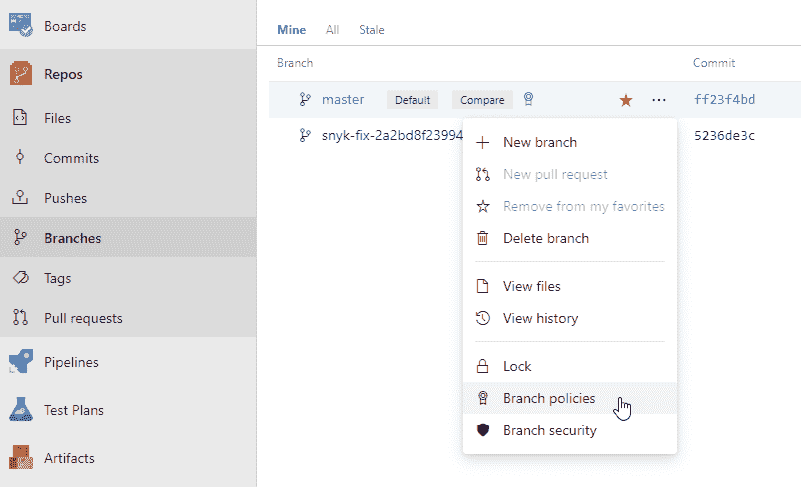 Boards
Repos
Files
Commits
Pushes
Branches
Tags
Pull requests
Pipelines
Test Plans
Artifacts
Mine All Stale
Branch Commit
master Default Compare ff23f4bd
snyk-fix-2a2bd8f23994 5236de3c
New branch
New pull request
Remove from my favorites
Delete branch
View files
View history
Lock
Branch policies
Branch security